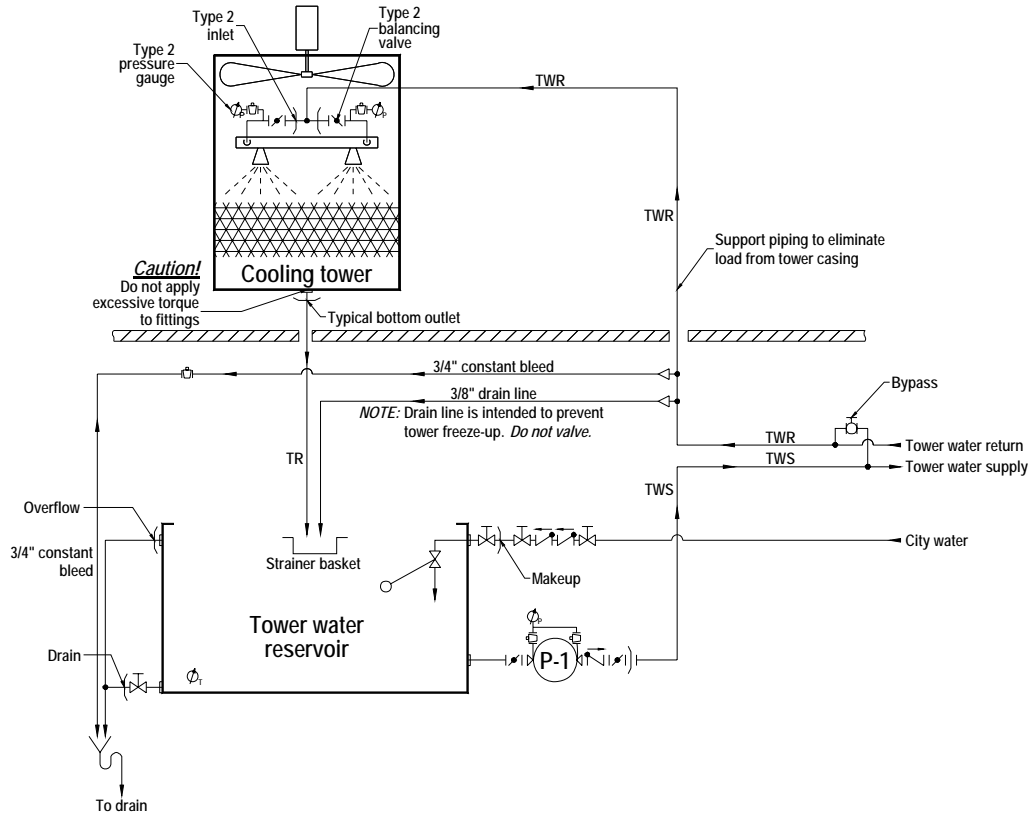 Type 2
inlet
Type 2
balancing
valve
Type 2
pressure
gauge
P
P
TWR
TWR
Support piping to eliminate
load from tower casing
Cooling tower
Caution!
Do not apply
excessive torque
to fittings
Typical bottom outlet
3/4" constant bleed
3/8" drain line
NOTE: Drain line is intended to prevent
tower freeze-up. Do not valve.
Bypass
TWR
Tower water return
TWS
Tower water supply
TR
TWS
Overflow
3/4" constant
bleed
Strainer basket
City water
Makeup
P
Tower water
reservoir
P-1
Drain
T
To drain